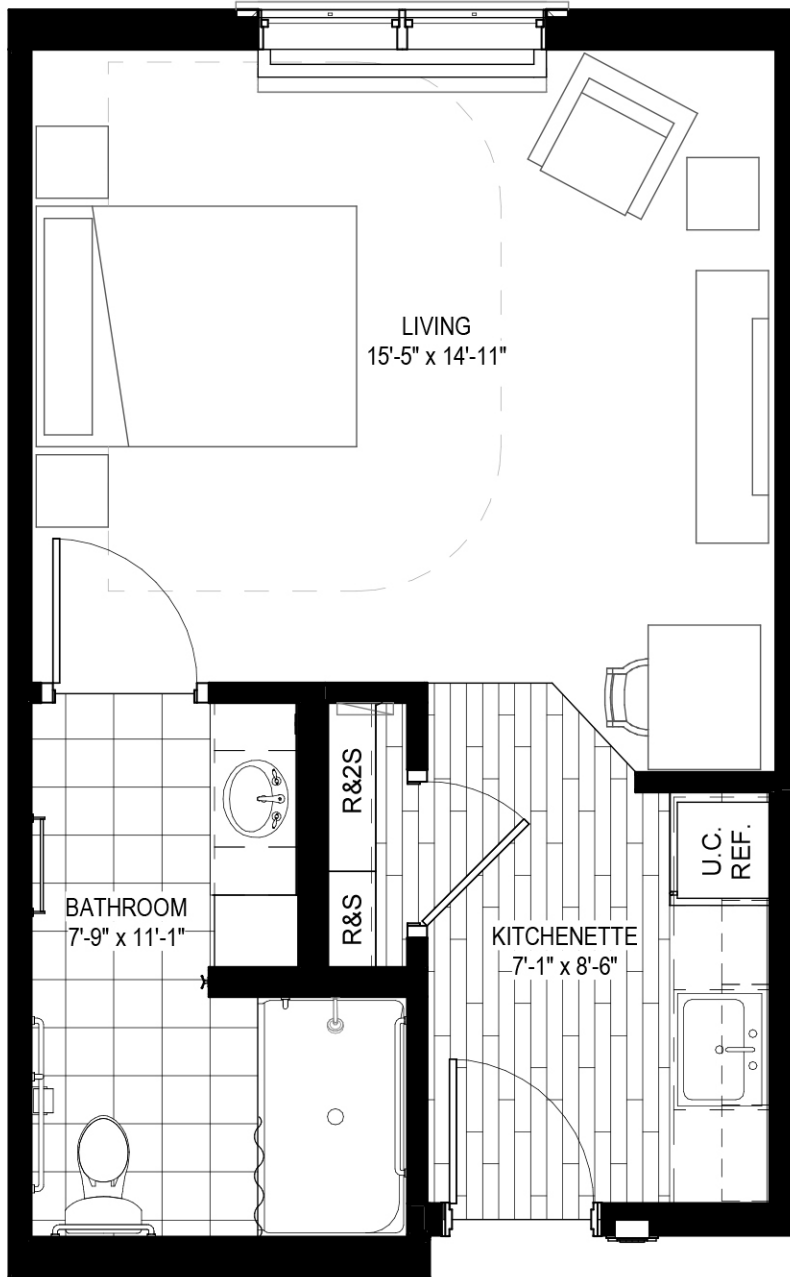 LIVING
15'-5" x 14'-11"
R&2S
R&S
U.C.
REF.
BATHROOM
7'-9" x 11'-1"
KITCHENETTE
7'-1" x 8'-6"